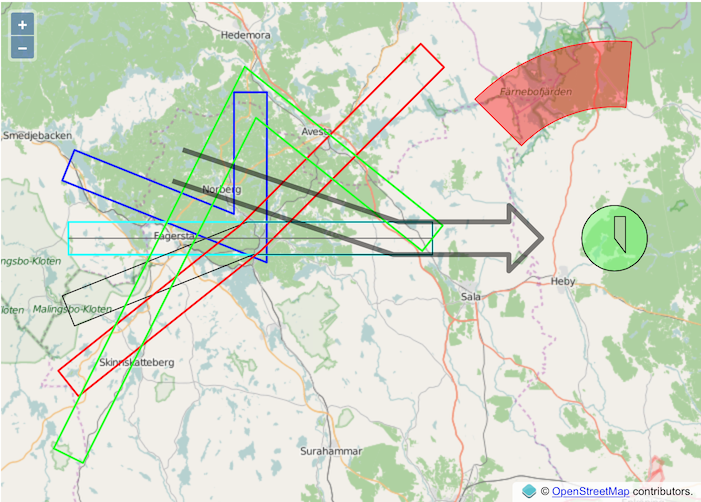 +
Hedemora
−
Färnebofjärden
Smedjebacken
Avesta
Norberg
Fagersta
ngsbo-Kloten
Heby
Sala
loten
Malingsbo-Kloten
Skinnskatteberg
Surahammar
© OpenStreetMap contributors.